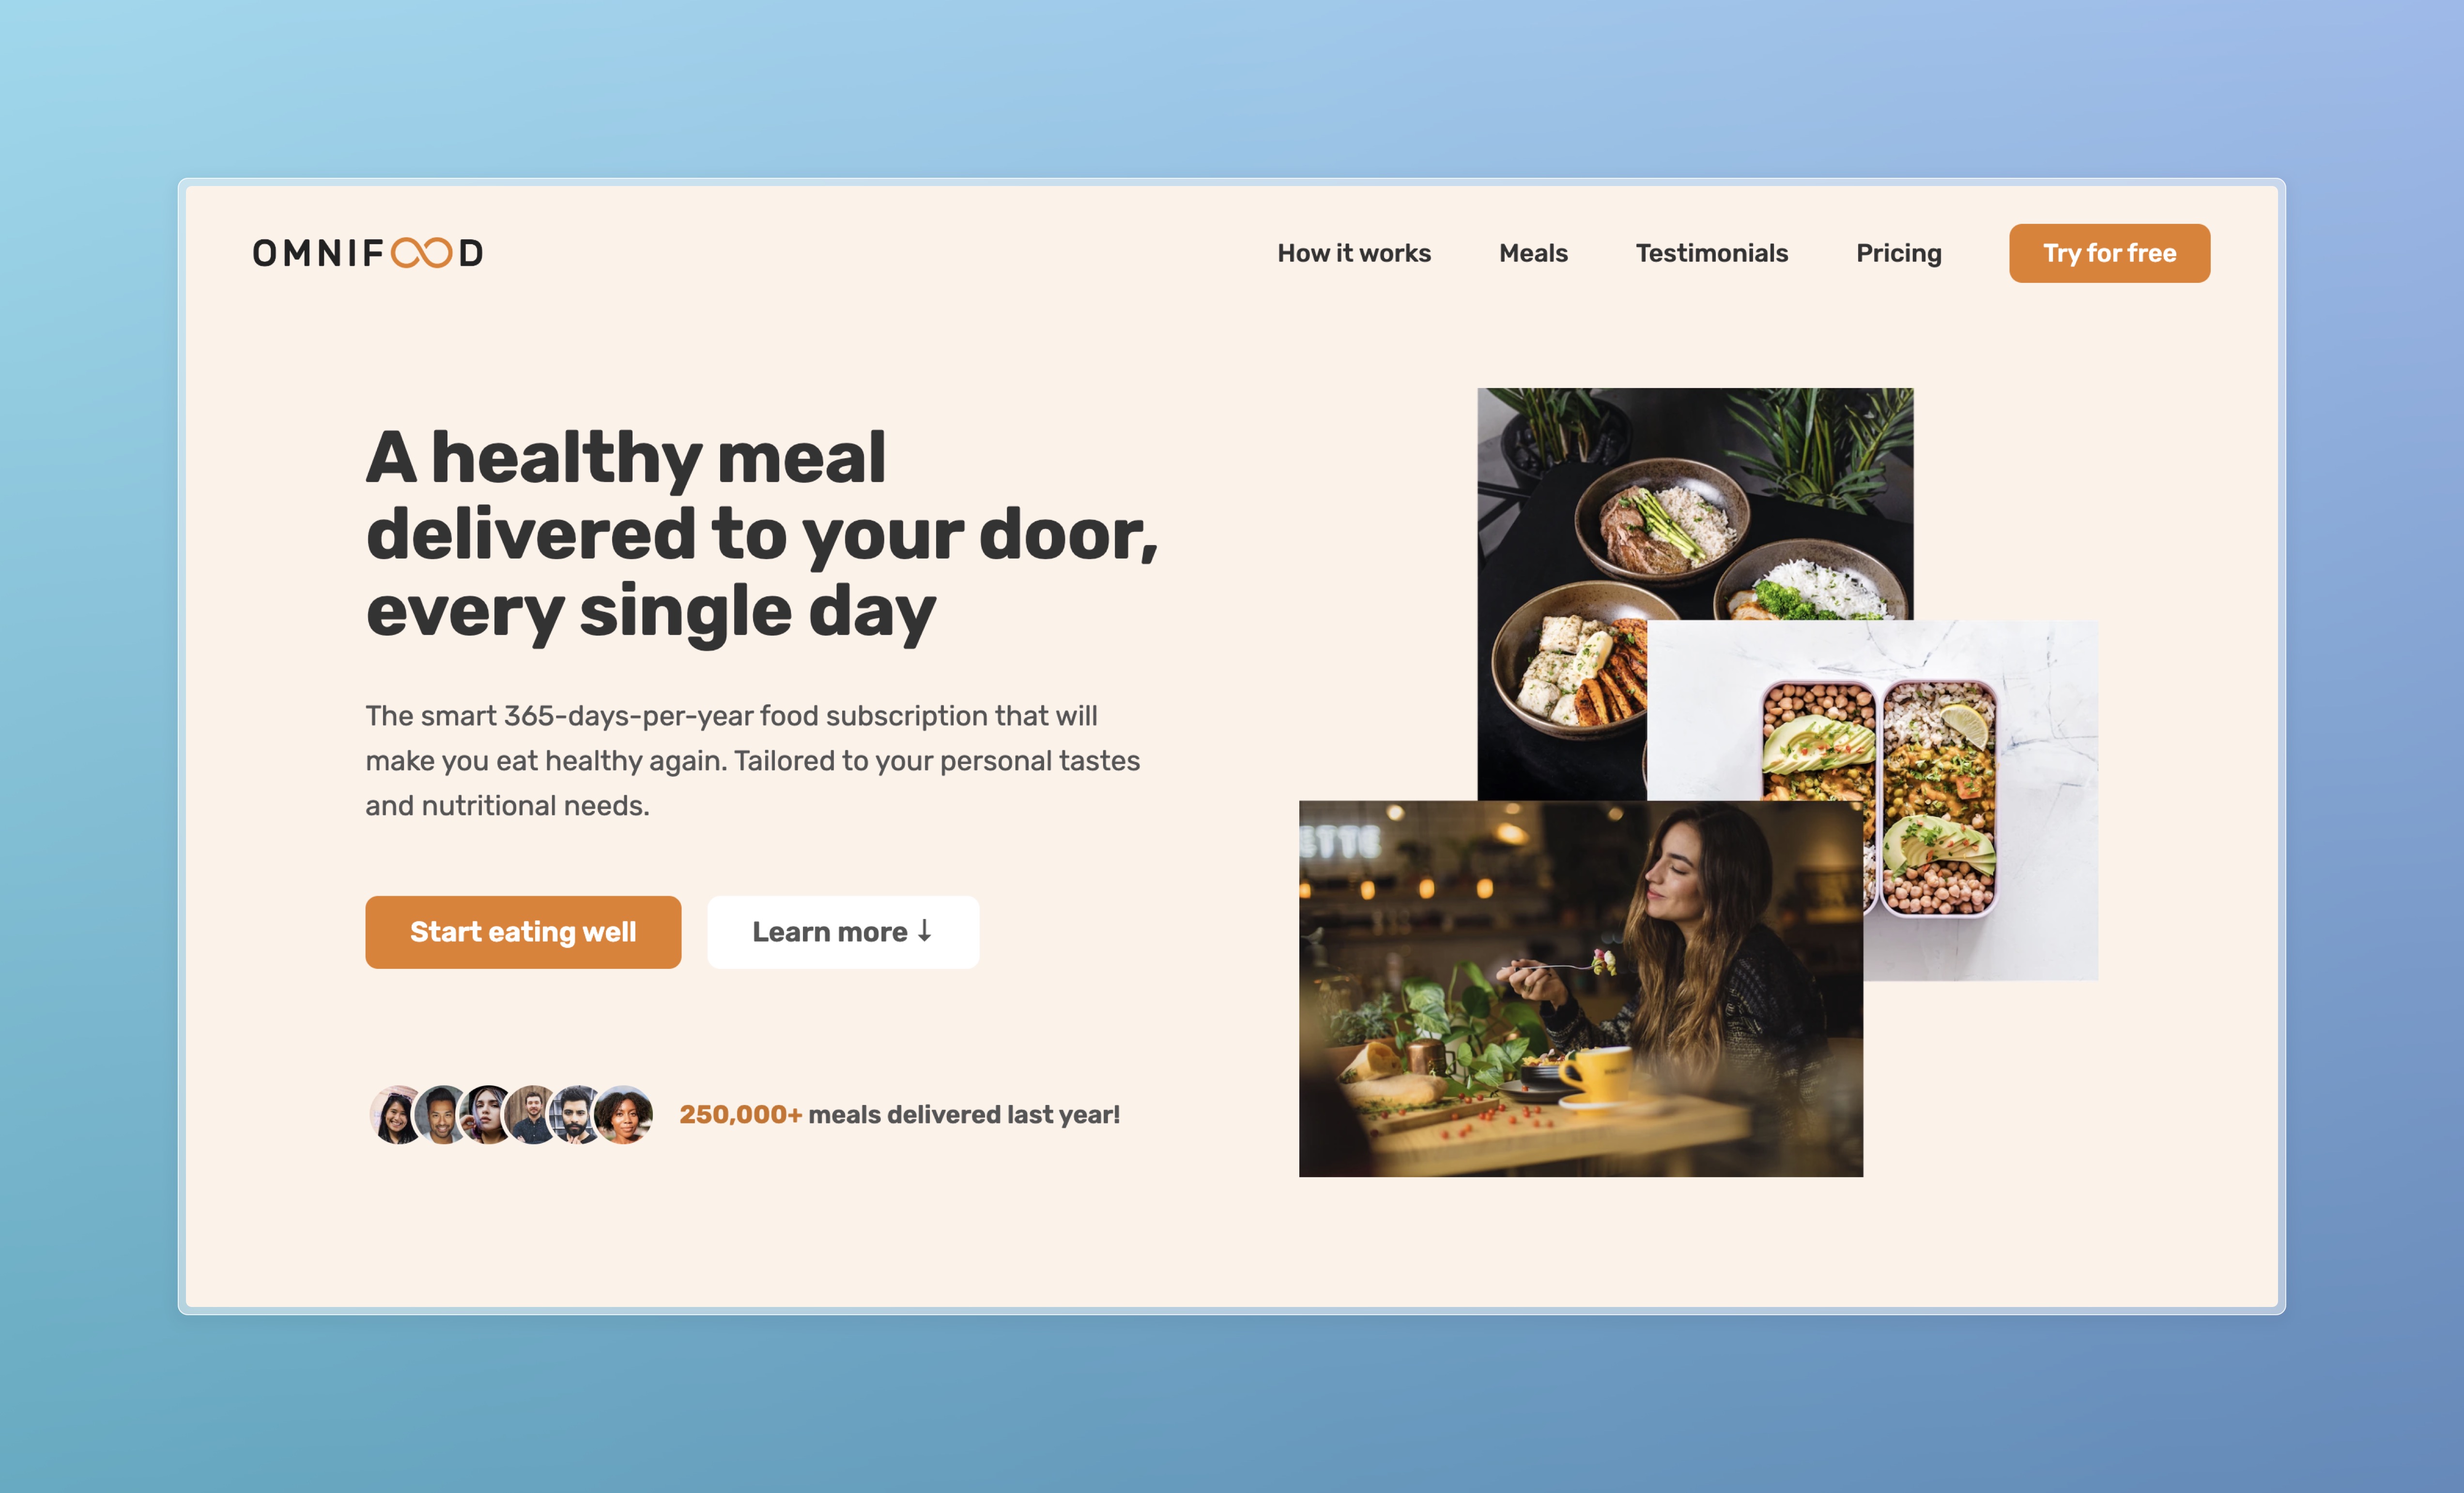 OMNIFOOD
How it works
Meals
Testimonials
Pricing
Try for free
A healthy meal
delivered to your door,
every single day
The smart 365-days-per-year food subscription that will
make you eat healthy again. Tailored to your personal tastes
and nutritional needs.
Start eating well
Learn more ↓
250,000+ meals delivered last year!
ETTE